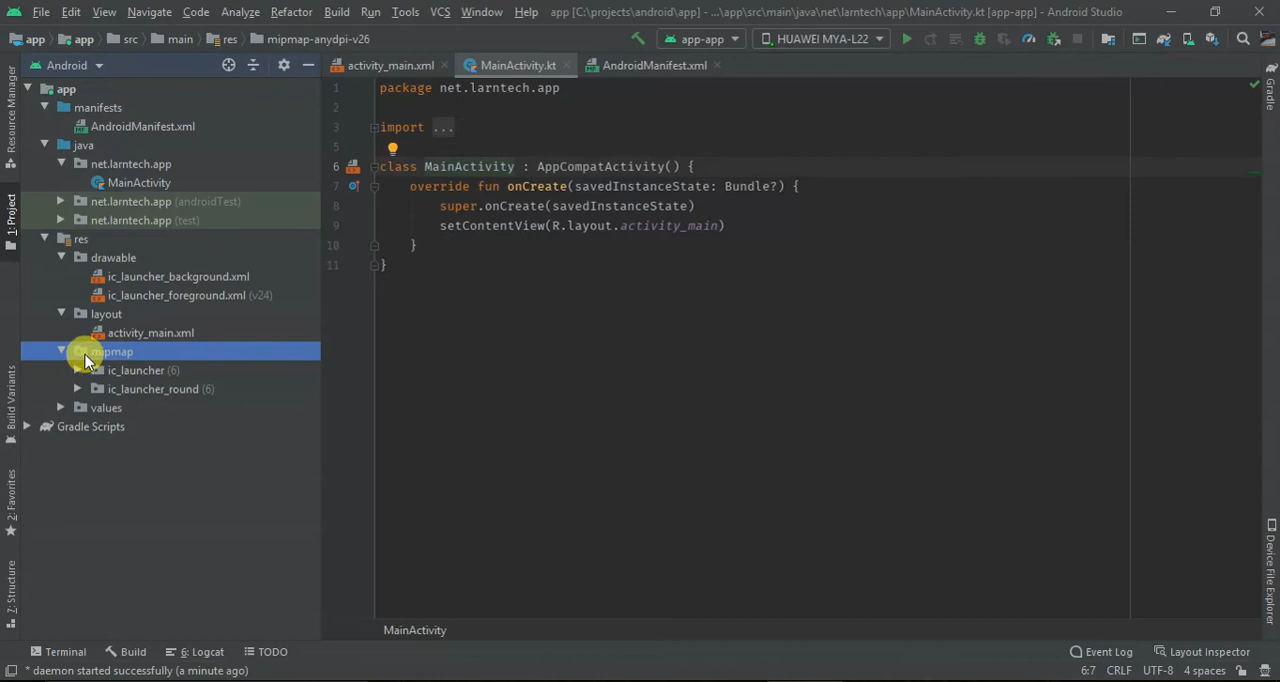 File Edit View Navigate Code Analyze Refactor Build Run Tools VCS Window Help app [C:\projects\android\app] - ...\app\src\main\java\net\larntech\app\MainActivity.kt [app-app] - Android Studio
app app src main res mipmap-anydpi-v26 app-app HUAWEI MYA-L22
Android activity_main.xml MainActivity.kt AndroidManifest.xml
Resource Manager
1: Project
Build Variants
2: Favorites
7: Structure
app
manifests
AndroidManifest.xml
java
net.larntech.app
MainActivity
net.larntech.app (androidTest)
net.larntech.app (test)
res
drawable
ic_launcher_background.xml
ic_launcher_foreground.xml (v24)
layout
activity_main.xml
mipmap
ic_launcher (6)
ic_launcher_round (6)
values
Gradle Scripts
1 package net.larntech.app
2
3 import ...
5
6 class MainActivity : AppCompatActivity() {
7 override fun onCreate(savedInstanceState: Bundle?) {
8 super.onCreate(savedInstanceState)
9 setContentView(R.layout.activity_main)
10 }
11 }
MainActivity
Gradle
Device File Explorer
Terminal Build 6: Logcat TODO Event Log Layout Inspector
* daemon started successfully (a minute ago) 6:7 CRLF UTF-8 4 spaces